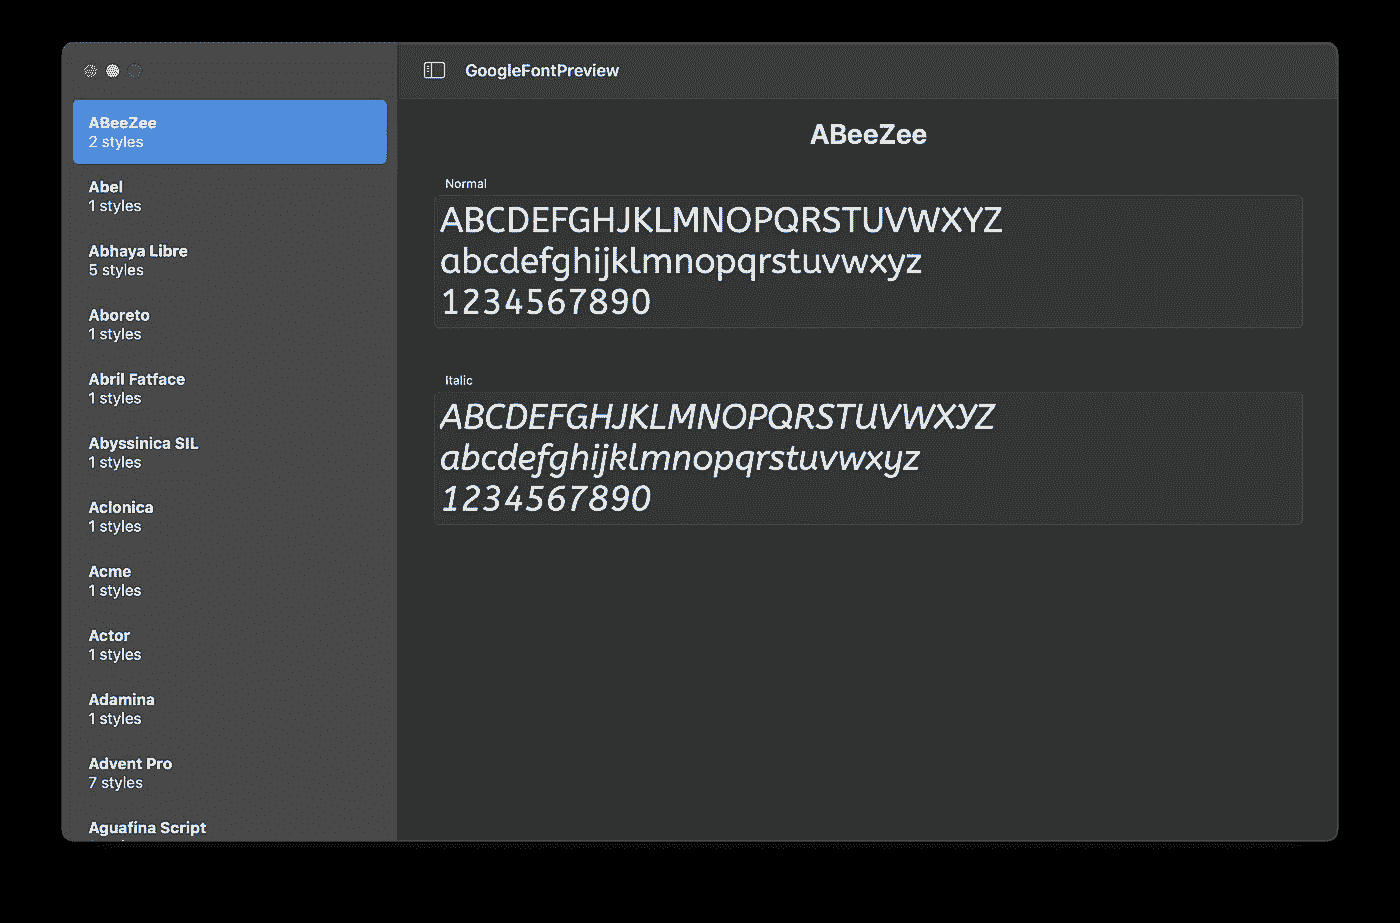 GoogleFontPreview
ABeeZee
2 styles
Abel
1 styles
Abhaya Libre
5 styles
Aboreto
1 styles
Abril Fatface
1 styles
Abyssinica SIL
1 styles
Aclonica
1 styles
Acme
1 styles
Actor
1 styles
Adamina
1 styles
Advent Pro
7 styles
Aguafina Script
ABeeZee
Normal
ABCDEFGHJKLMNOPQRSTUVWXYZ
abcdefghijklmnopqrstuvwxyz
1234567890
Italic
ABCDEFGHJKLMNOPQRSTUVWXYZ
abcdefghijklmnopqrstuvwxyz
1234567890